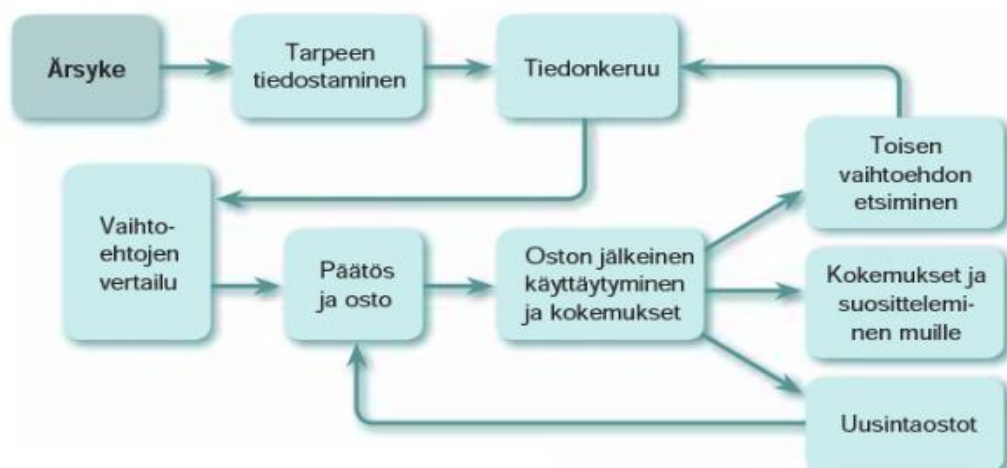 Ärsyke
Tarpeen
tiedostaminen
Tiedonkeruu
Toisen
vaihtoehdon
etsiminen
Vaihto-
ehtojen
vertailu
Päätös
ja osto
Oston jälkeinen
käyttäytyminen
ja kokemukset
Kokemukset ja
suosittelemi-
nen muille
Uusintaostot